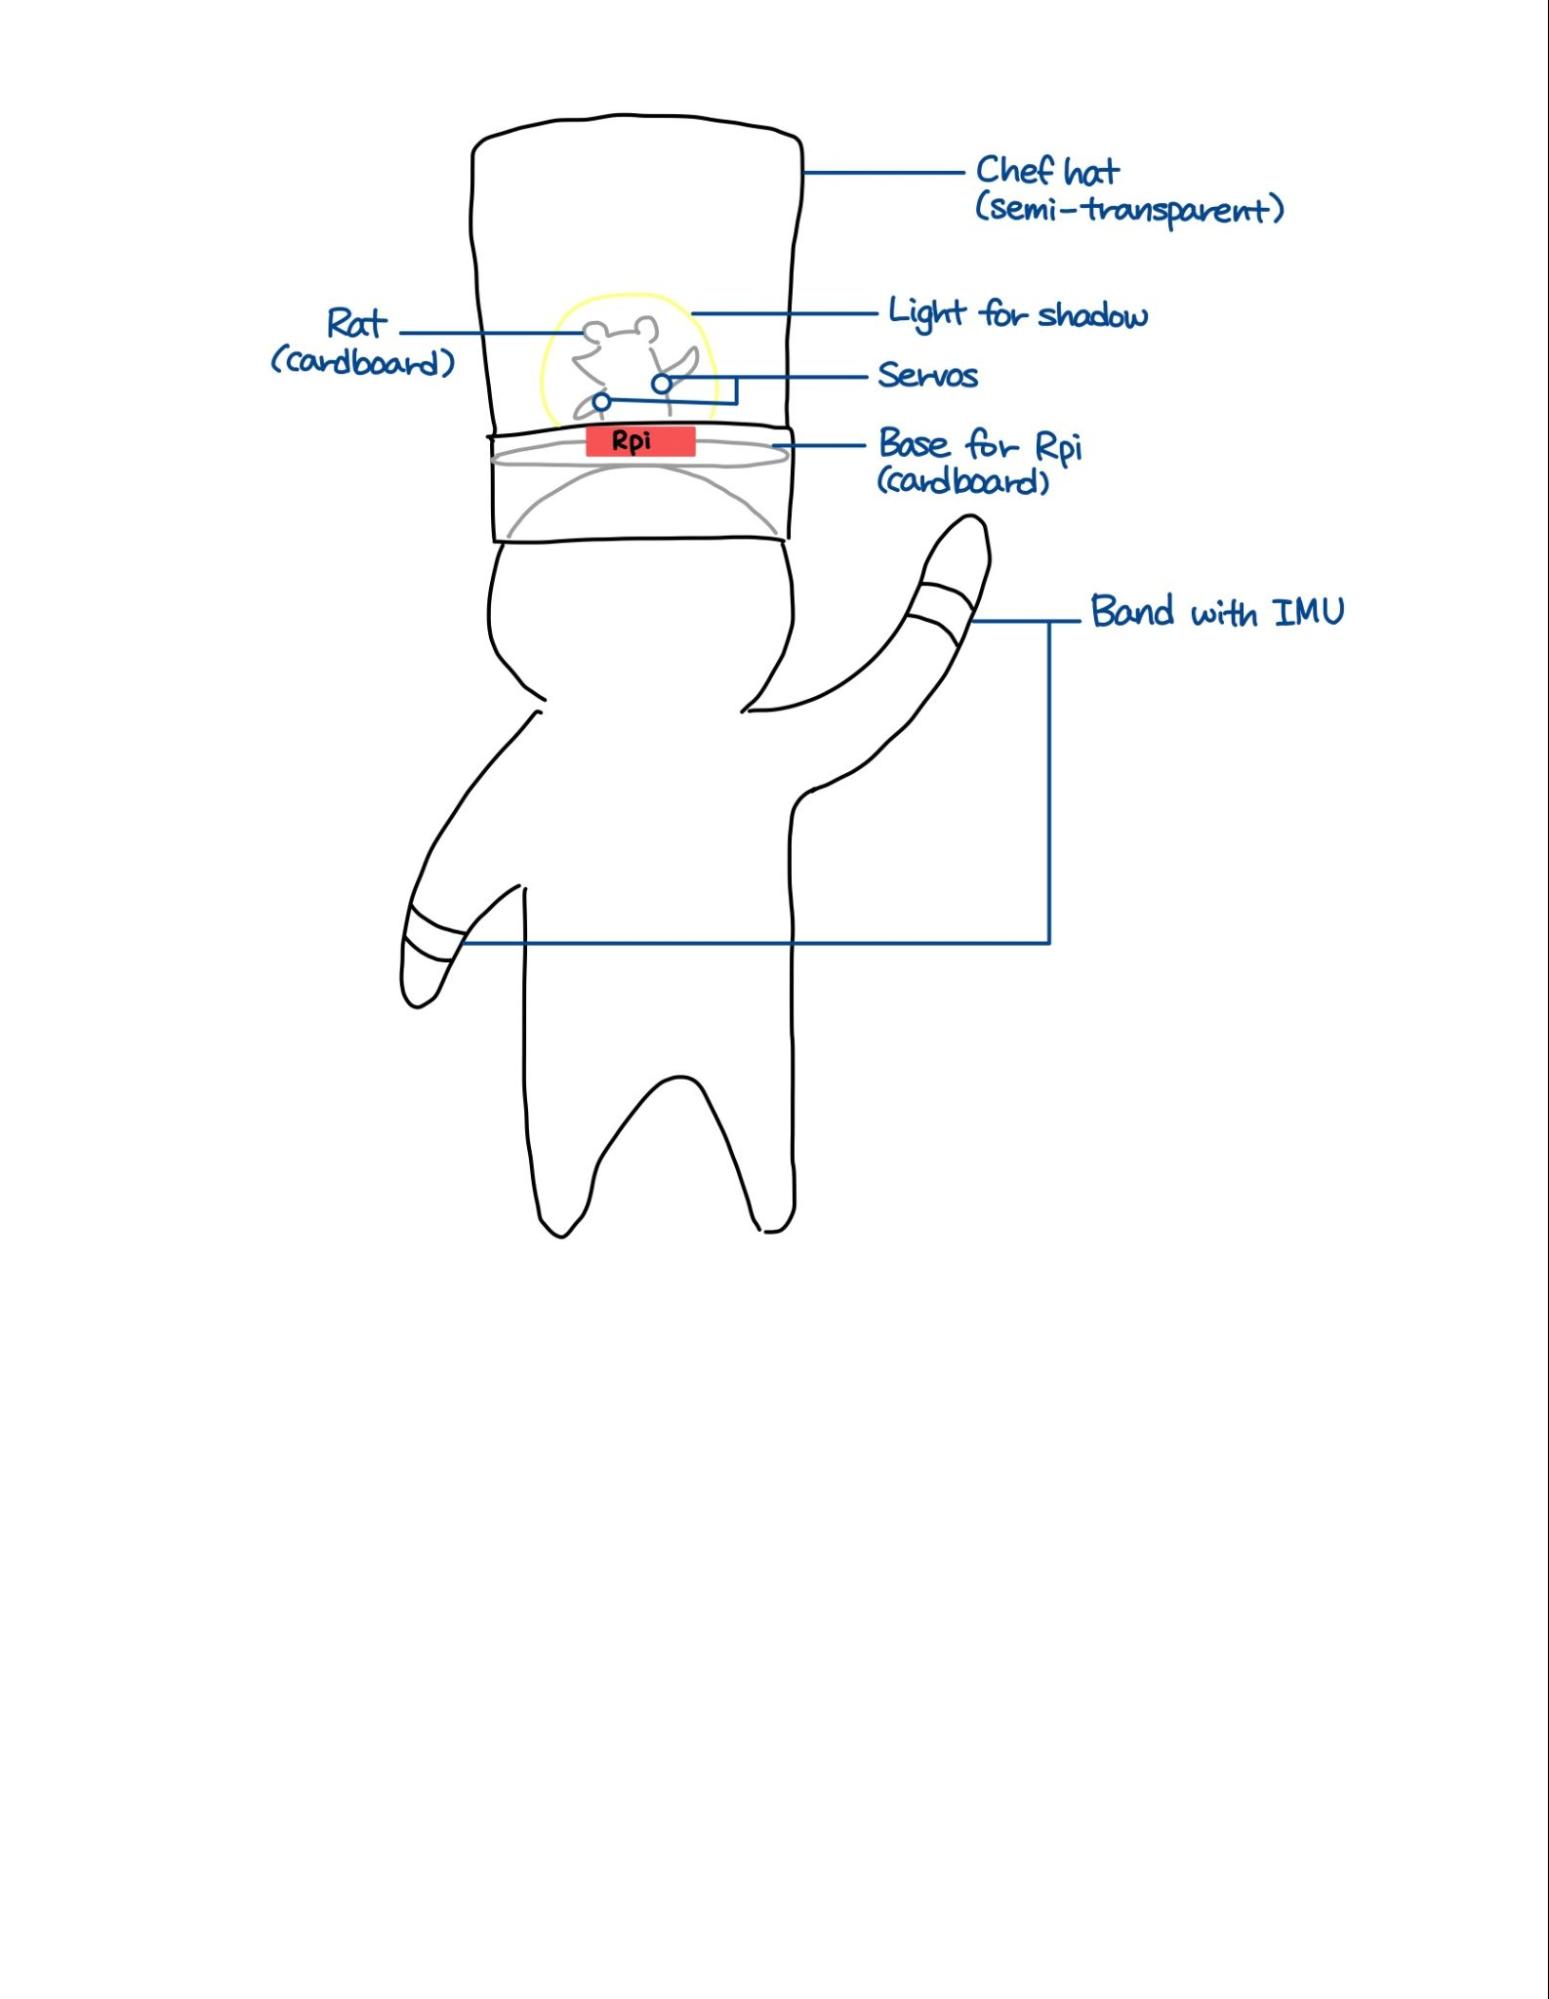 Chef hat
(semi-transparent)
Light for shadow
Rat
(cardboard)
Servos
Rpi
Base for Rpi
(cardboard)
Band with IMU